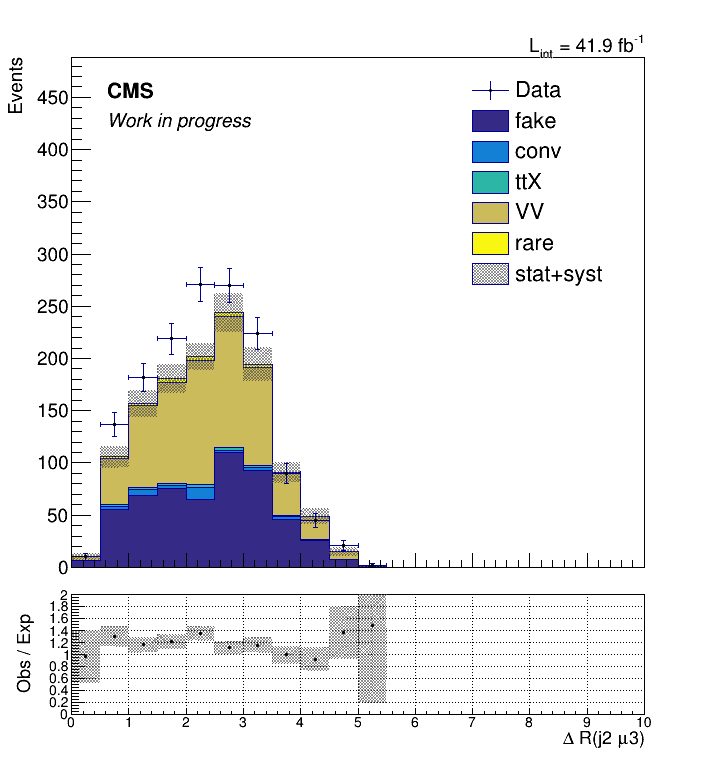 L_int = 41.9 fb^-1
Events
CMS
Work in progress
Data
fake
conv
ttX
VV
rare
stat+syst
450
400
350
300
250
200
150
100
50
0
Obs / Exp
2
1.8
1.6
1.4
1.2
1
0.8
0.6
0.4
0.2
0
0 1 2 3 4 5 6 7 8 9 10
Δ R(j2 μ3)